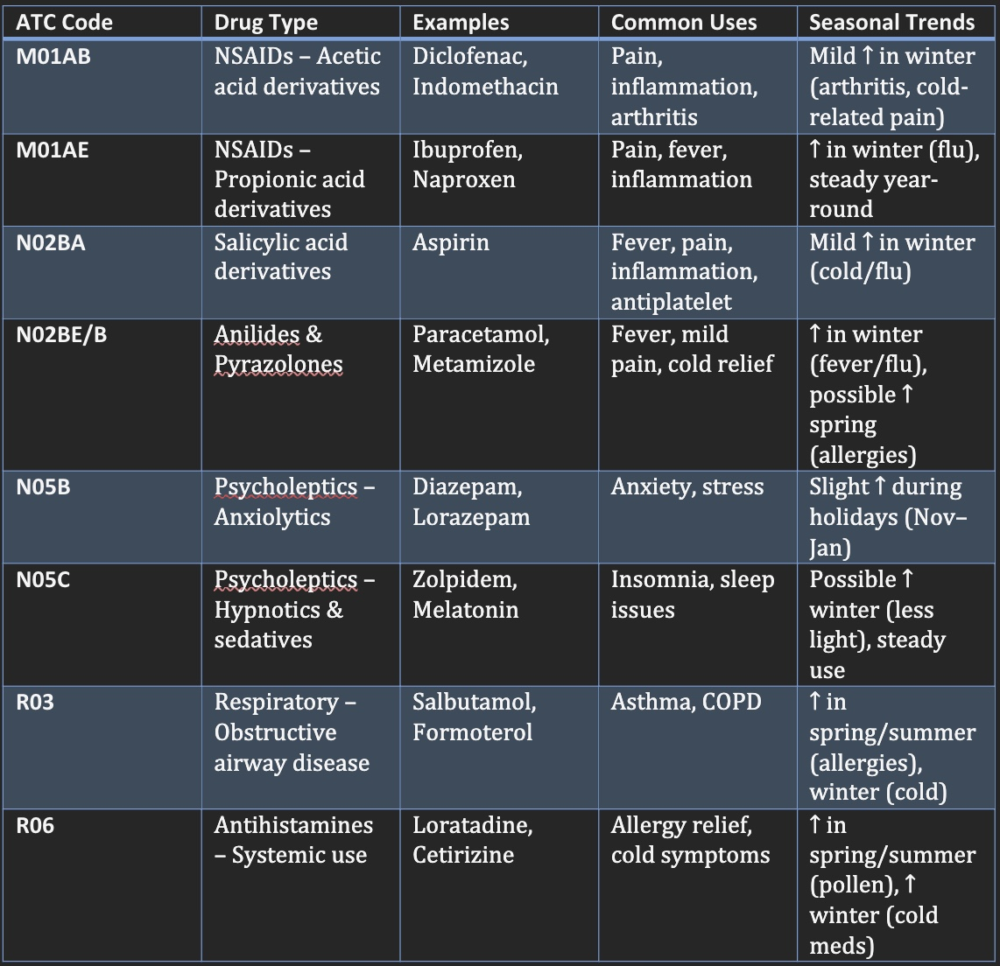 ATC Code
Drug Type
Examples
Common Uses
Seasonal Trends
M01AB
NSAIDs – Acetic
acid derivatives
Diclofenac,
Indomethacin
Pain,
inflammation,
arthritis
Mild ↑ in winter
(arthritis, cold-
related pain)
M01AE
NSAIDs –
Propionic acid
derivatives
Ibuprofen,
Naproxen
Pain, fever,
inflammation
↑ in winter (flu),
steady year-
round
N02BA
Salicylic acid
derivatives
Aspirin
Fever, pain,
inflammation,
antiplatelet
Mild ↑ in winter
(cold/flu)
N02BE/B
Anilides &
Pyrazolones
Paracetamol,
Metamizole
Fever, mild
pain, cold relief
↑ in winter
(fever/flu),
possible ↑
spring
(allergies)
N05B
Psycholeptics –
Anxiolytics
Diazepam,
Lorazepam
Anxiety, stress
Slight ↑ during
holidays (Nov–
Jan)
N05C
Psycholeptics –
Hypnotics &
sedatives
Zolpidem,
Melatonin
Insomnia, sleep
issues
Possible ↑
winter (less
light), steady
use
R03
Respiratory –
Obstructive
airway disease
Salbutamol,
Formoterol
Asthma, COPD
↑ in
spring/summer
(allergies),
winter (cold)
R06
Antihistamines
– Systemic use
Loratadine,
Cetirizine
Allergy relief,
cold symptoms
↑ in
spring/summer
(pollen), ↑
winter (cold
meds)